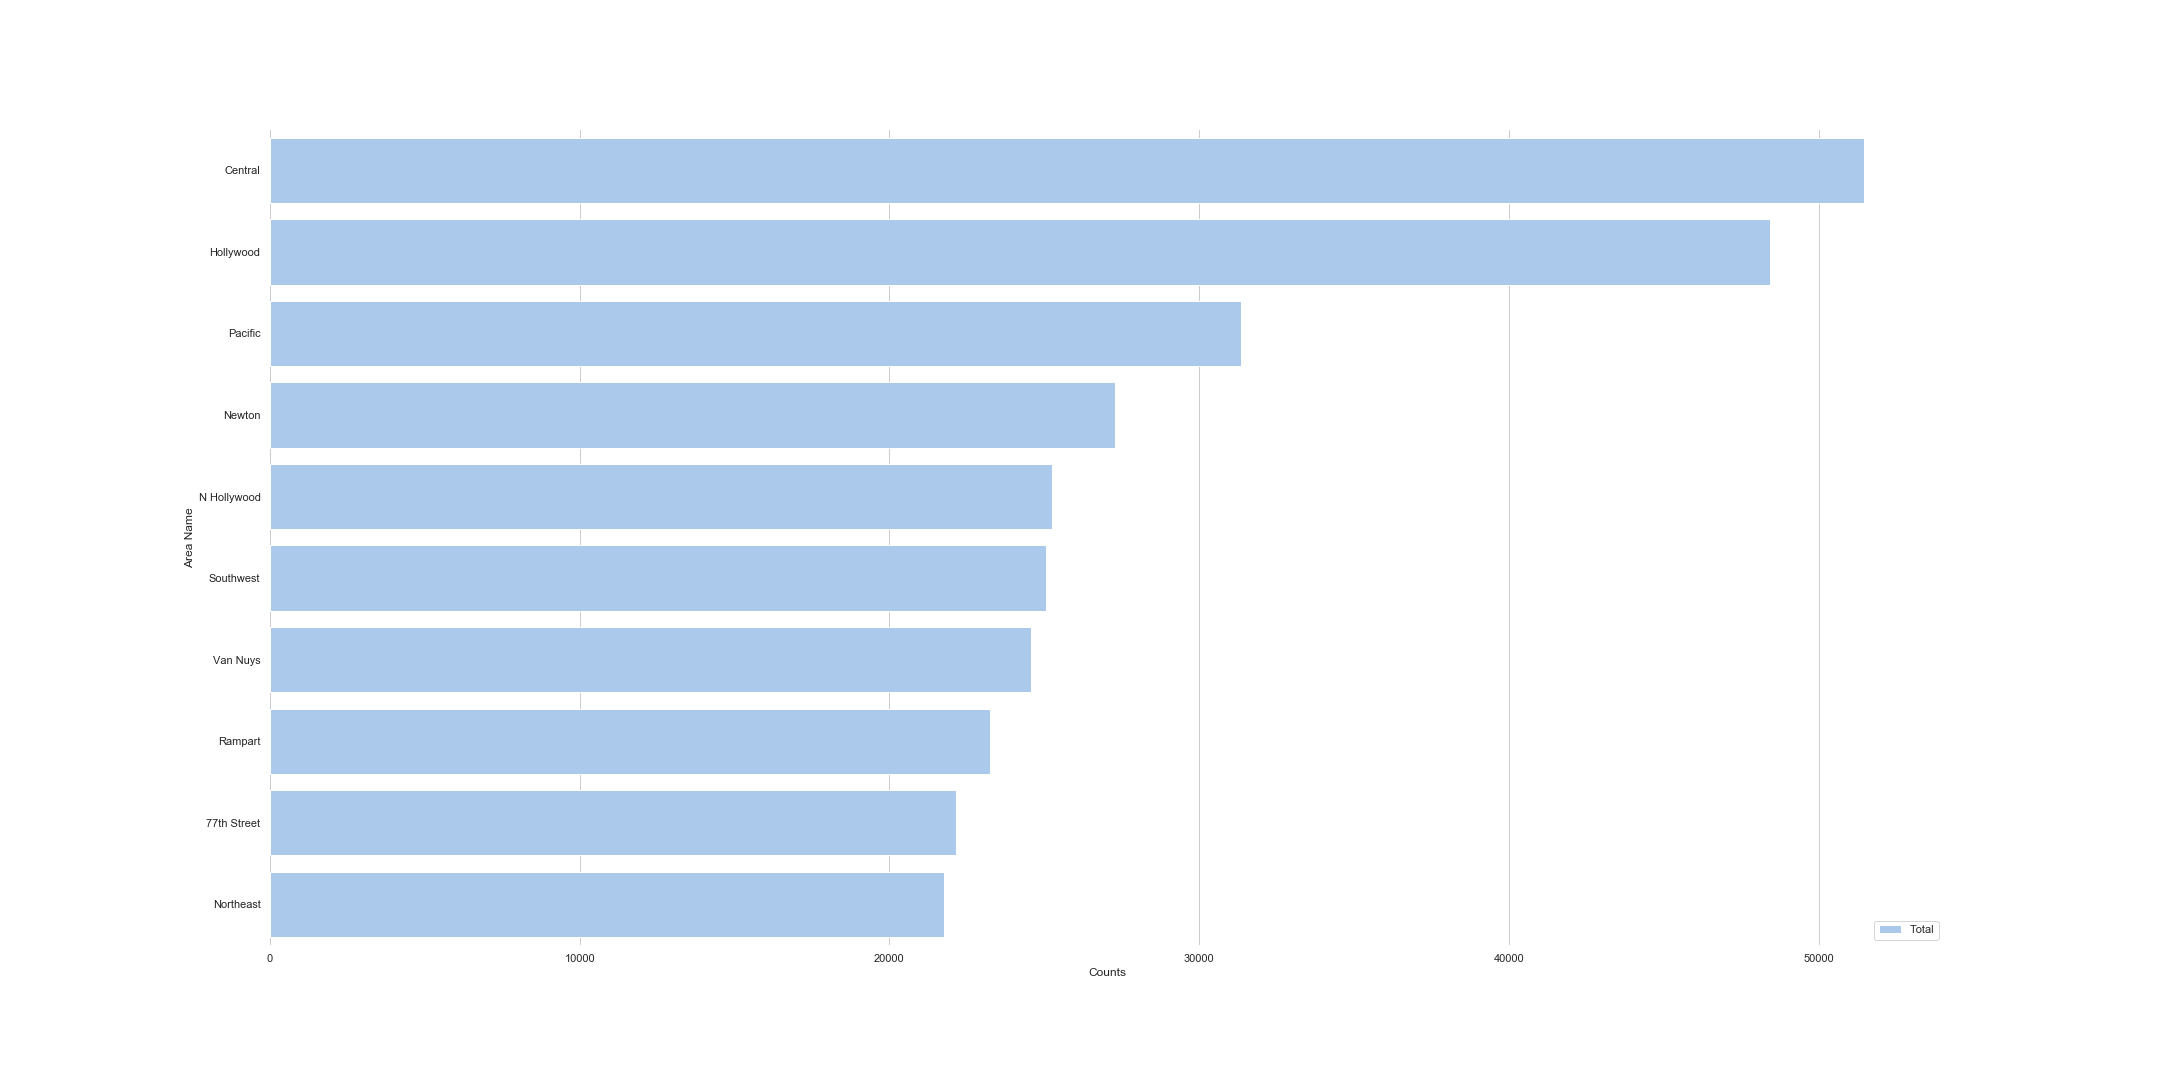 Central
Hollywood
Pacific
Newton
N Hollywood
Southwest
Van Nuys
Rampart
77th Street
Northeast
Area Name
0 10000 20000 30000 40000 50000
Counts
Total